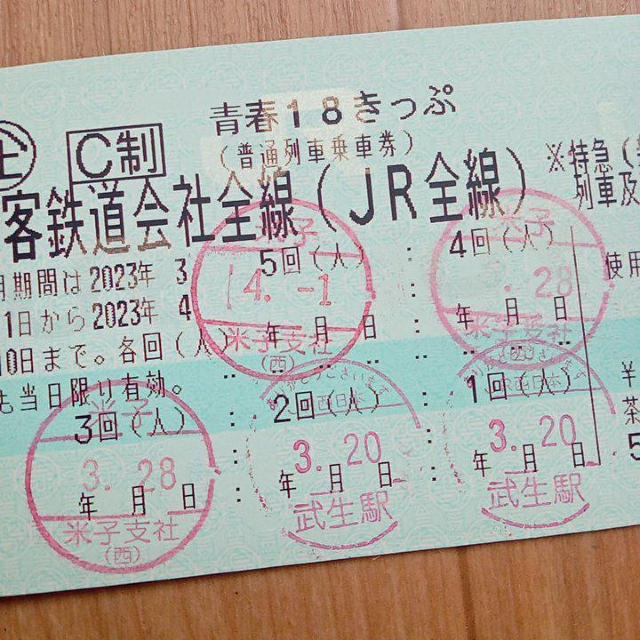 青春18きっぷ
(普通列車乗車券)
C制
客鉄道会社全線(JR全線)
※特急(
列車及
期間は2023年 3
1日から2023年 4
0日まで。各回(人
も当日限り有効。
5回(人)
4.-1
年 月 日
米子支社
(西)
4回(人)
3.28
年 月 日
米子支社
使用
3回(人)
3.28
年 月 日
米子支社
(西)
2回(人)
3.20
年 月 日
武生駅
1回(人)
3.20
年 月 日
武生駅
¥
5